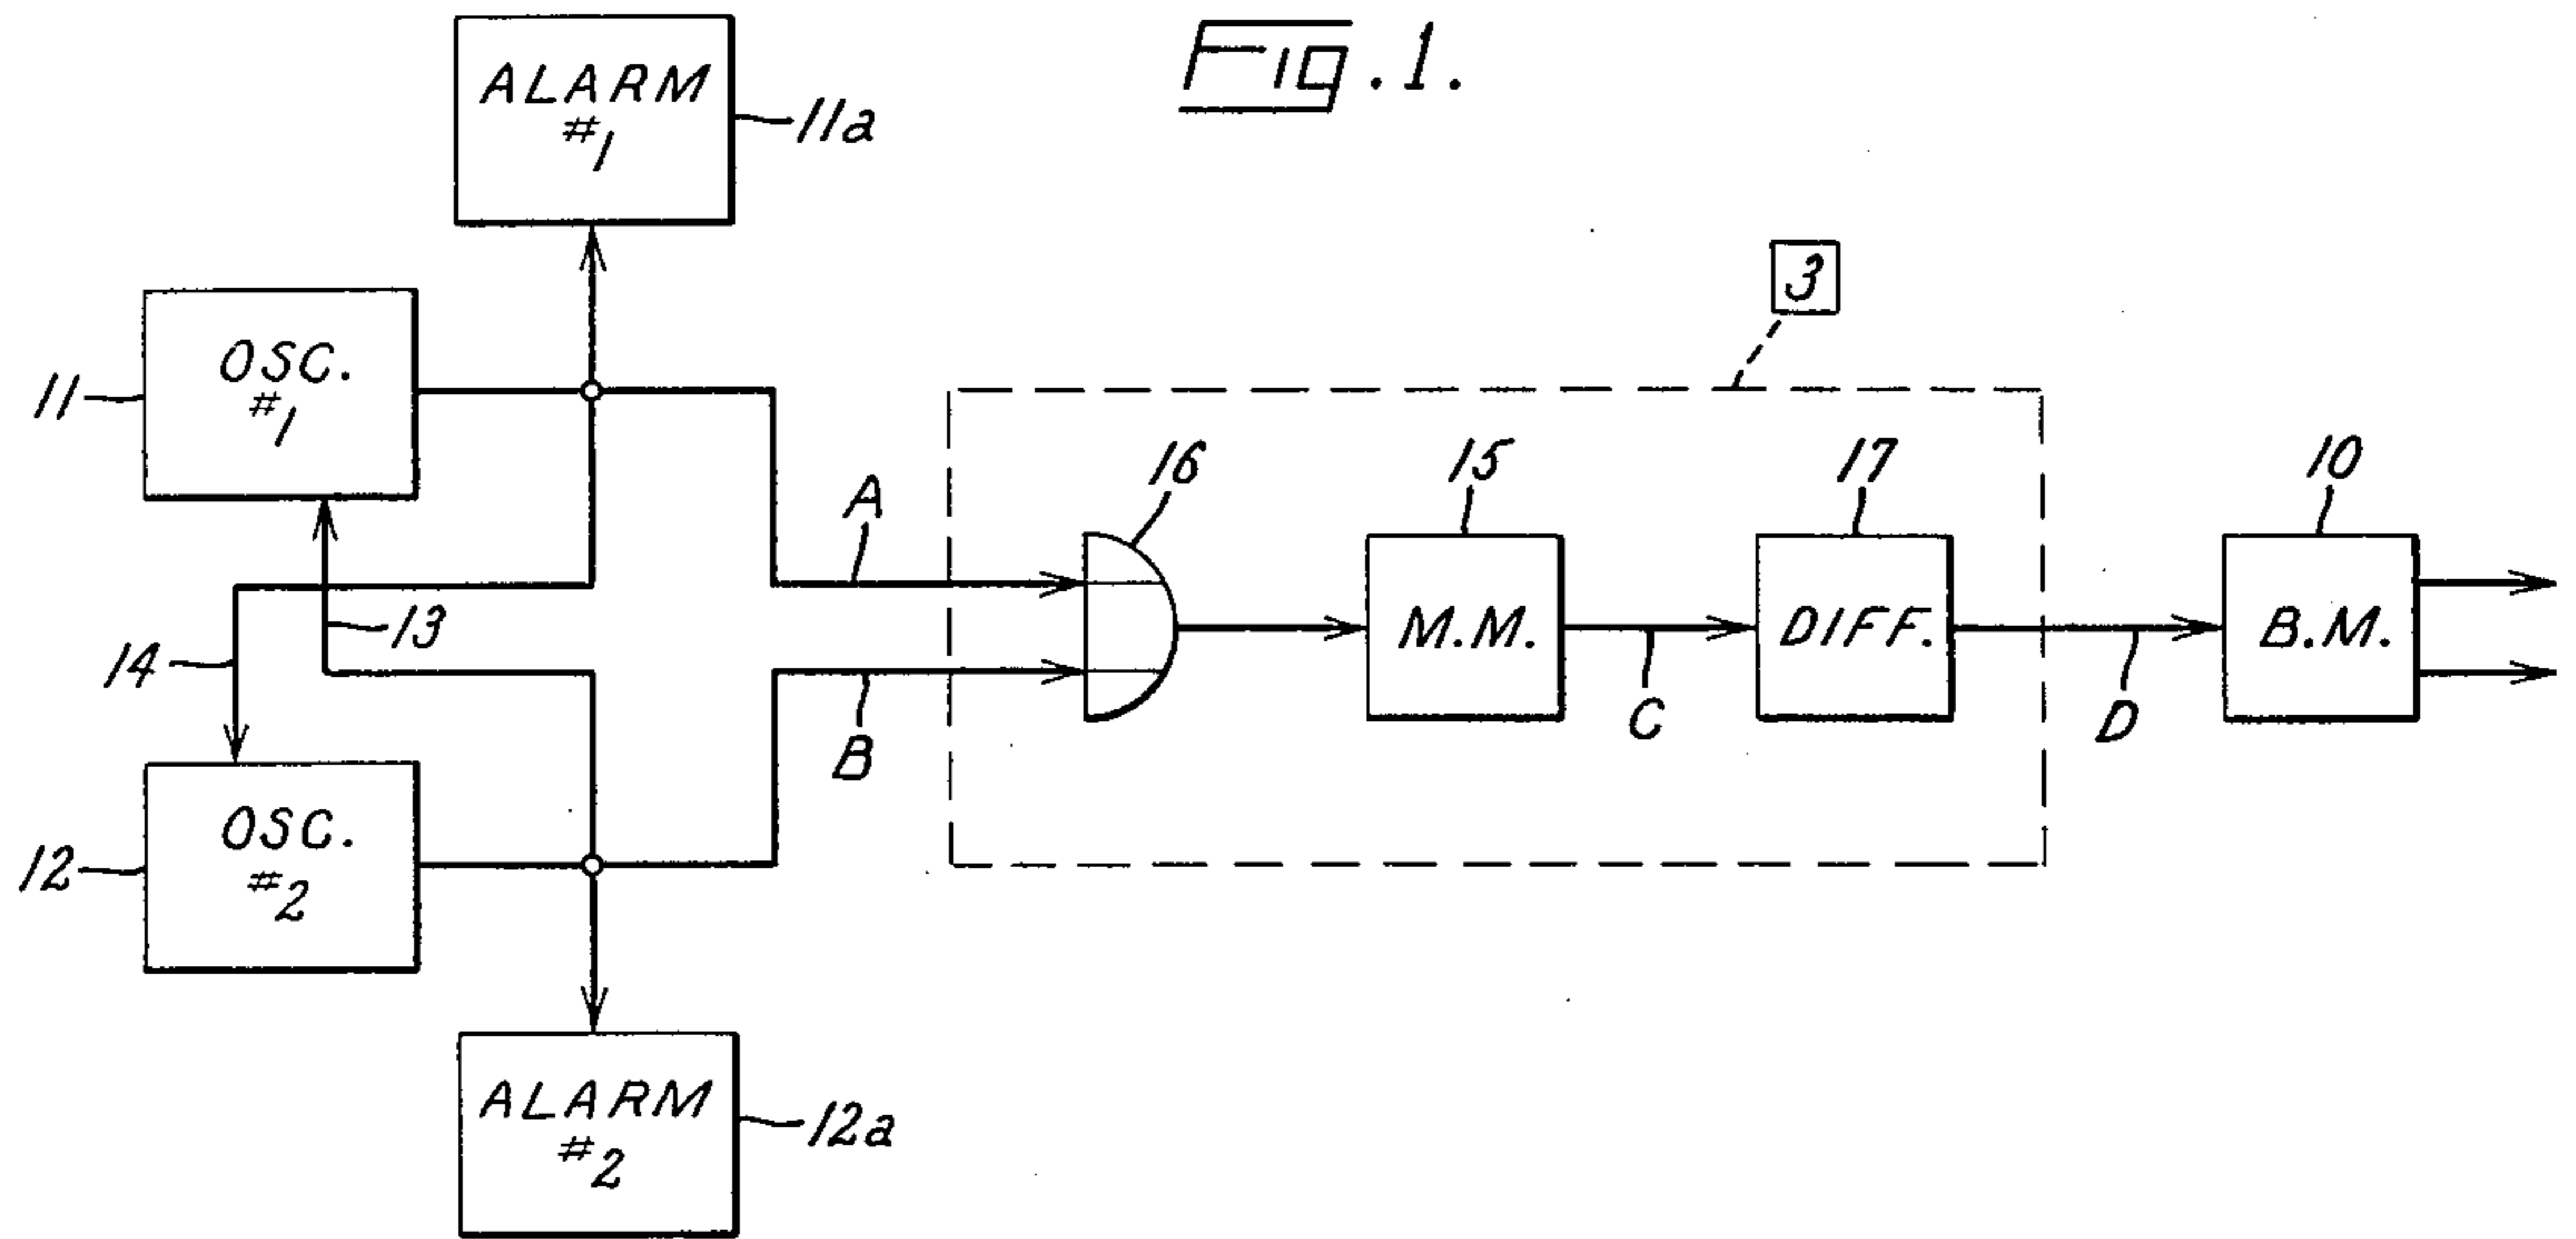 Fig. 1.
ALARM
#1
11a
3
OSC.
#1
11
A
16
15
17
10
13
14
M.M.
DIFF.
B.M.
B
C
D
OSC.
#2
12
ALARM
#2
12a